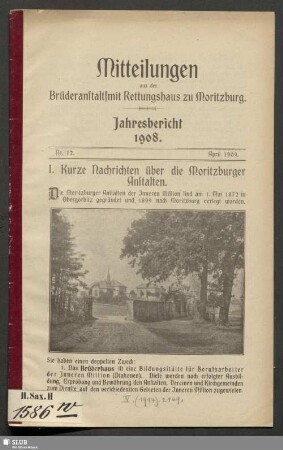 Mitteilungen
aus der
Brüderanstalt mit Rettungshaus zu Moritzburg.
Jahresbericht
1908.
Nr. 32. April 1909.
1. Kurze Nachrichten über die Moritzburger
Anstalten.
Die Moritzburger Anstalten der Inneren Mission sind am 1. Mai 1872 in
Obergorbitz gegründet und 1899 nach Moritzburg verlegt worden.
Sie haben einen doppelten Zweck:
1. Das Brüderhaus ist eine Bildungsstätte für Berufsarbeiter
der Inneren Mission (Diakonen). Diese werden nach erfolgter Ausbil-
dung, Erprobung und Bewährung den Anstalten, Vereinen und Kirchgemeinden
zum Dienste auf den verschiedensten Gebieten der Inneren Mission zugewiesen
H. Sax. H
1586 w
SLUB